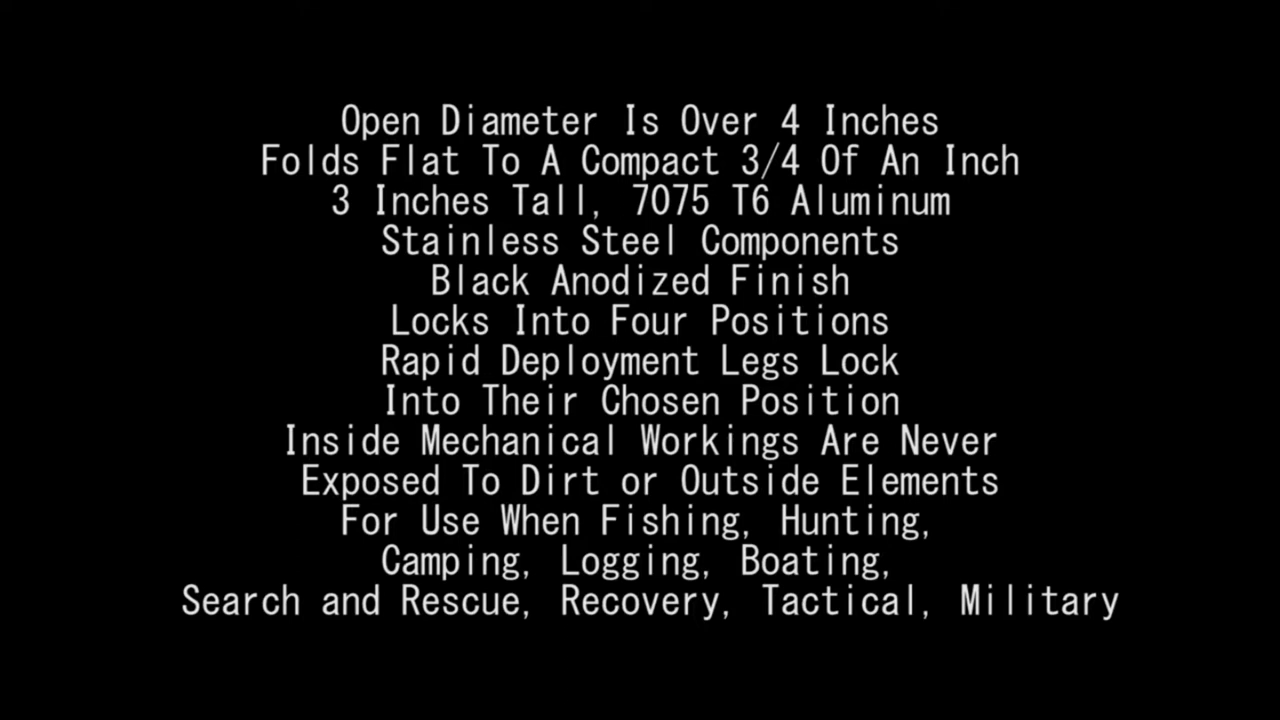 Open Diameter Is Over 4 Inches
Folds Flat To A Compact 3/4 Of An Inch
3 Inches Tall, 7075 T6 Aluminum
Stainless Steel Components
Black Anodized Finish
Locks Into Four Positions
Rapid Deployment Legs Lock
Into Their Chosen Position
Inside Mechanical Workings Are Never
Exposed To Dirt or Outside Elements
For Use When Fishing, Hunting,
Camping, Logging, Boating,
Search and Rescue, Recovery, Tactical, Military